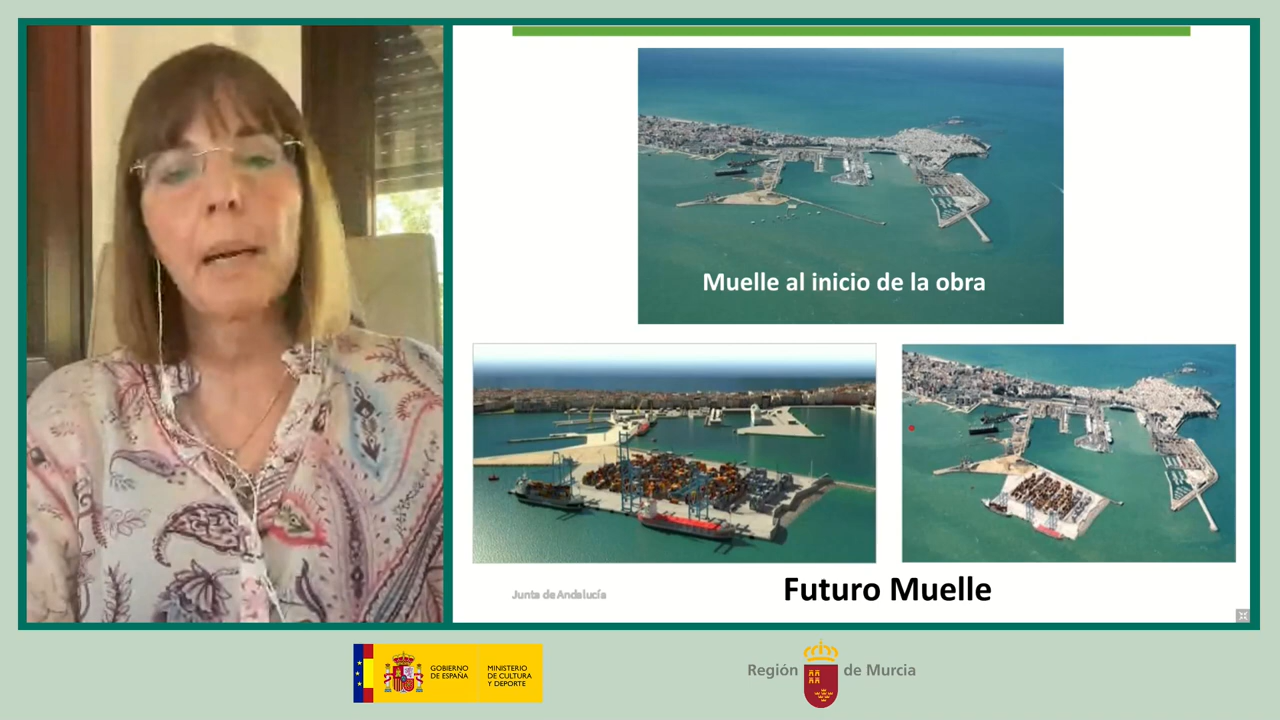 Muelle al inicio de la obra
Futuro Muelle
Junta de Andalucía
GOBIERNO
DE ESPAÑA
MINISTERIO
DE CULTURA
Y DEPORTE
Región de Murcia